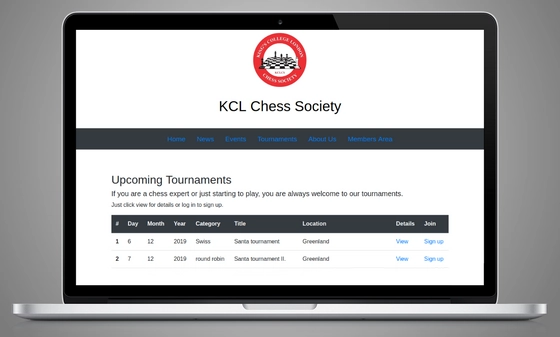 KING'S COLLEGE LONDON
CHESS SOCIETY
KCL Chess Society
Home News Events Tournaments About Us Members Area
Upcoming Tournaments
If you are a chess expert or just starting to play, you are always welcome to our tournaments.
Just click view for details or log in to sign up.
# Day Month Year Category Title Location Details Join
1 6 12 2019 Swiss Santa tournament Greenland View Sign up
2 7 12 2019 round robin Santa tournament II. Greenland View Sign up